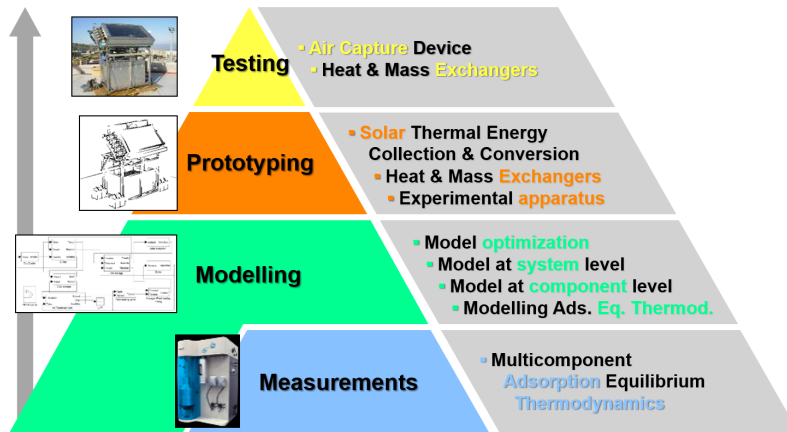 Testing
▪ Air Capture Device
▪ Heat & Mass Exchangers
Prototyping
▪ Solar Thermal Energy
Collection & Conversion
▪ Heat & Mass Exchangers
▪ Experimental apparatus
Modelling
▪ Model optimization
▪ Model at system level
▪ Model at component level
▪ Modelling Ads. Eq. Thermod.
Measurements
▪ Multicomponent
Adsorption Equilibrium
Thermodynamics